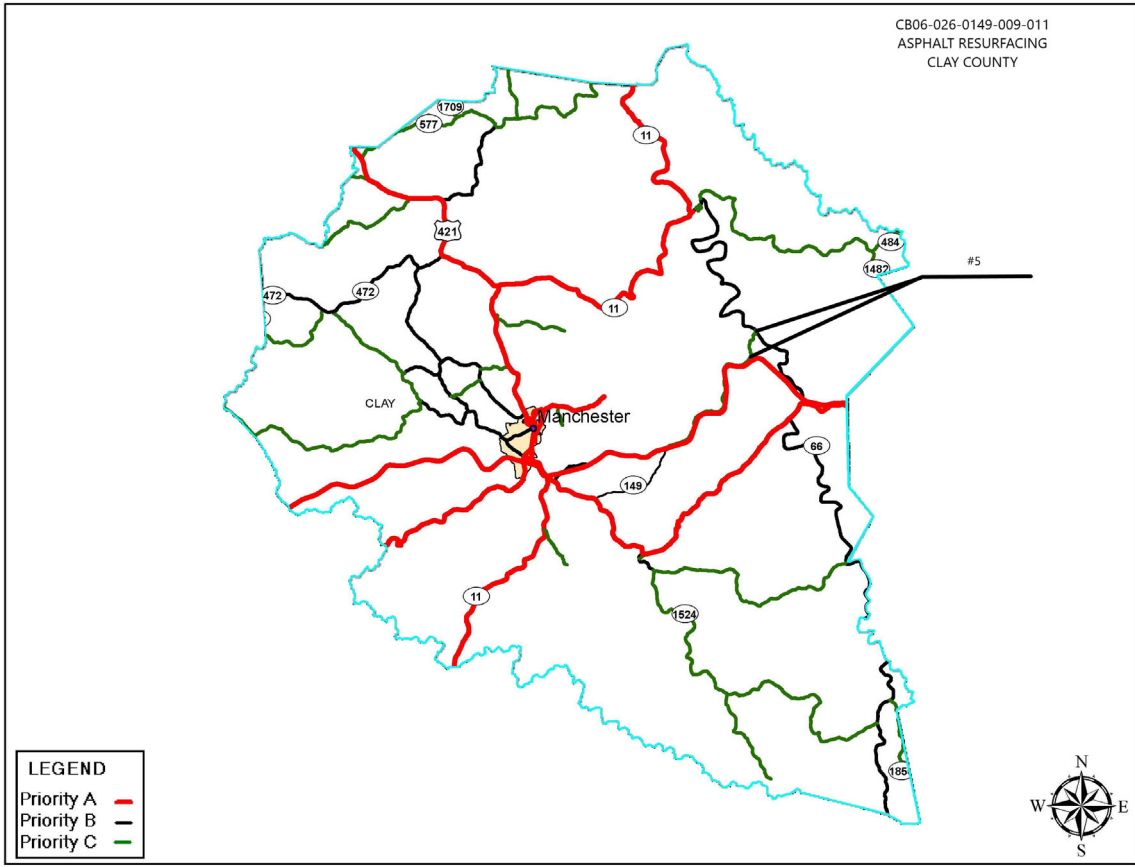 CB06-026-0149-009-011
ASPHALT RESURFACING
CLAY COUNTY
1709
577
11
421
484
1482
#5
472
472
11
CLAY
Manchester
66
149
11
1524
185
LEGEND
Priority A
Priority B
Priority C
N
W
E
S